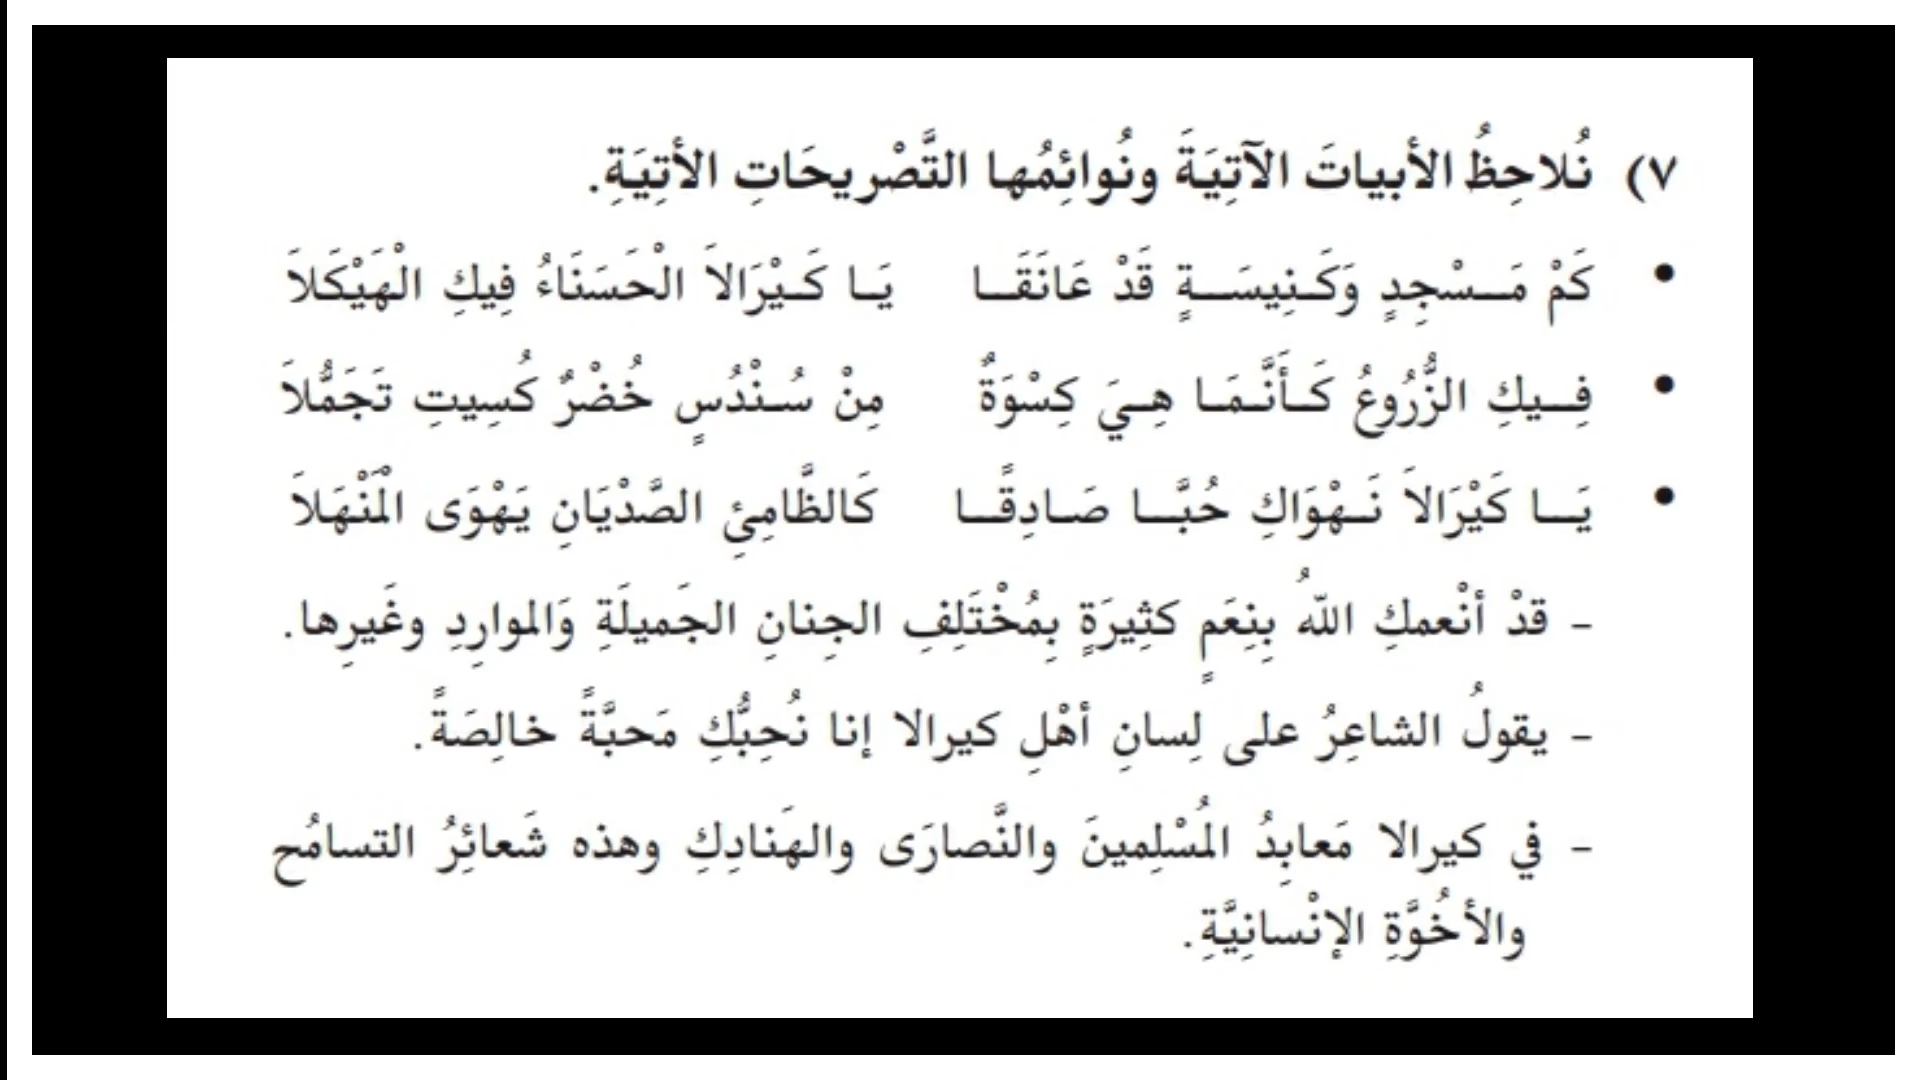 ٧) نُلاحِظُ الأبياتَ الآتِيَةَ ونُوائِمُها التَّصْريحَاتِ الأتِيَةِ.
• كَمْ مَسْجِدٍ وَكَنِيسَةٍ قَدْ عَانَقَا يَا كَيْرَالاَ الْحَسَنَاءُ فِيكِ الْهَيْكَلاَ
• فِيكِ الزُّرُوعُ كَأَنَّمَا هِيَ كِسْوَةٌ مِنْ سُنْدُسٍ خُضْرٌ كُسِيتِ تَجَمُّلاَ
• يَا كَيْرَالاَ نَهْوَاكِ حُبًّا صَادِقًا كَالظَّامِئِ الصَّدْيَانِ يَهْوَى الْمَنْهَلاَ
- قدْ أنْعمكِ اللهُ بِنِعَمٍ كثِيرَةٍ بِمُخْتَلِفِ الجِنانِ الجَميلَةِ وَالموارِدِ وغَيرِها.
- يقولُ الشاعِرُ على لِسانِ أهْلِ كيرالا إنا نُحِبُّكِ مَحبَّةً خالِصَةً.
- في كيرالا مَعابِدُ المُسْلِمينَ والنَّصارَى والهَنادِكِ وهذه شَعائِرُ التسامُح
والأخُوَّةِ الإنْسانِيَّةِ.